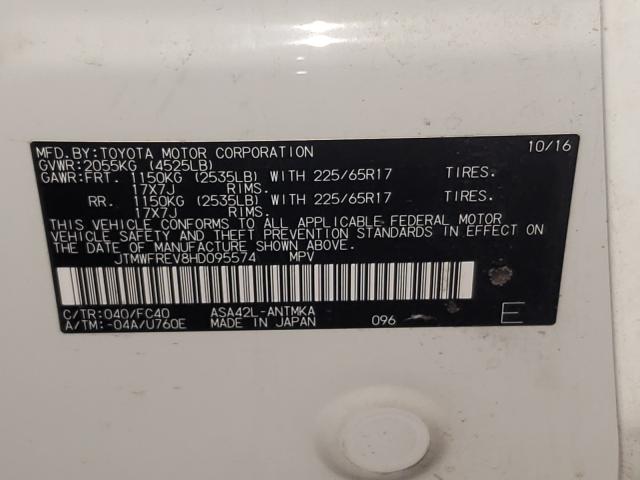 MFD.BY:TOYOTA MOTOR CORPORATION 10/16
GVWR:2055KG (4525LB)
GAWR:FRT. 1150KG (2535LB) WITH 225/65R17 TIRES.
17X7J RIMS.
RR. 1150KG (2535LB) WITH 225/65R17 TIRES.
17X7J RIMS.
THIS VEHICLE CONFORMS TO ALL APPLICABLE FEDERAL MOTOR
VEHICLE SAFETY AND THEFT PREVENTION STANDARDS IN EFFECT ON
THE DATE OF MANUFACTURE SHOWN ABOVE.
JTMWFREV8HD095574 MPV
C/TR:040/FC40 ASA42L-ANTMKA
A/TM:-04A/U760E MADE IN JAPAN 096 E